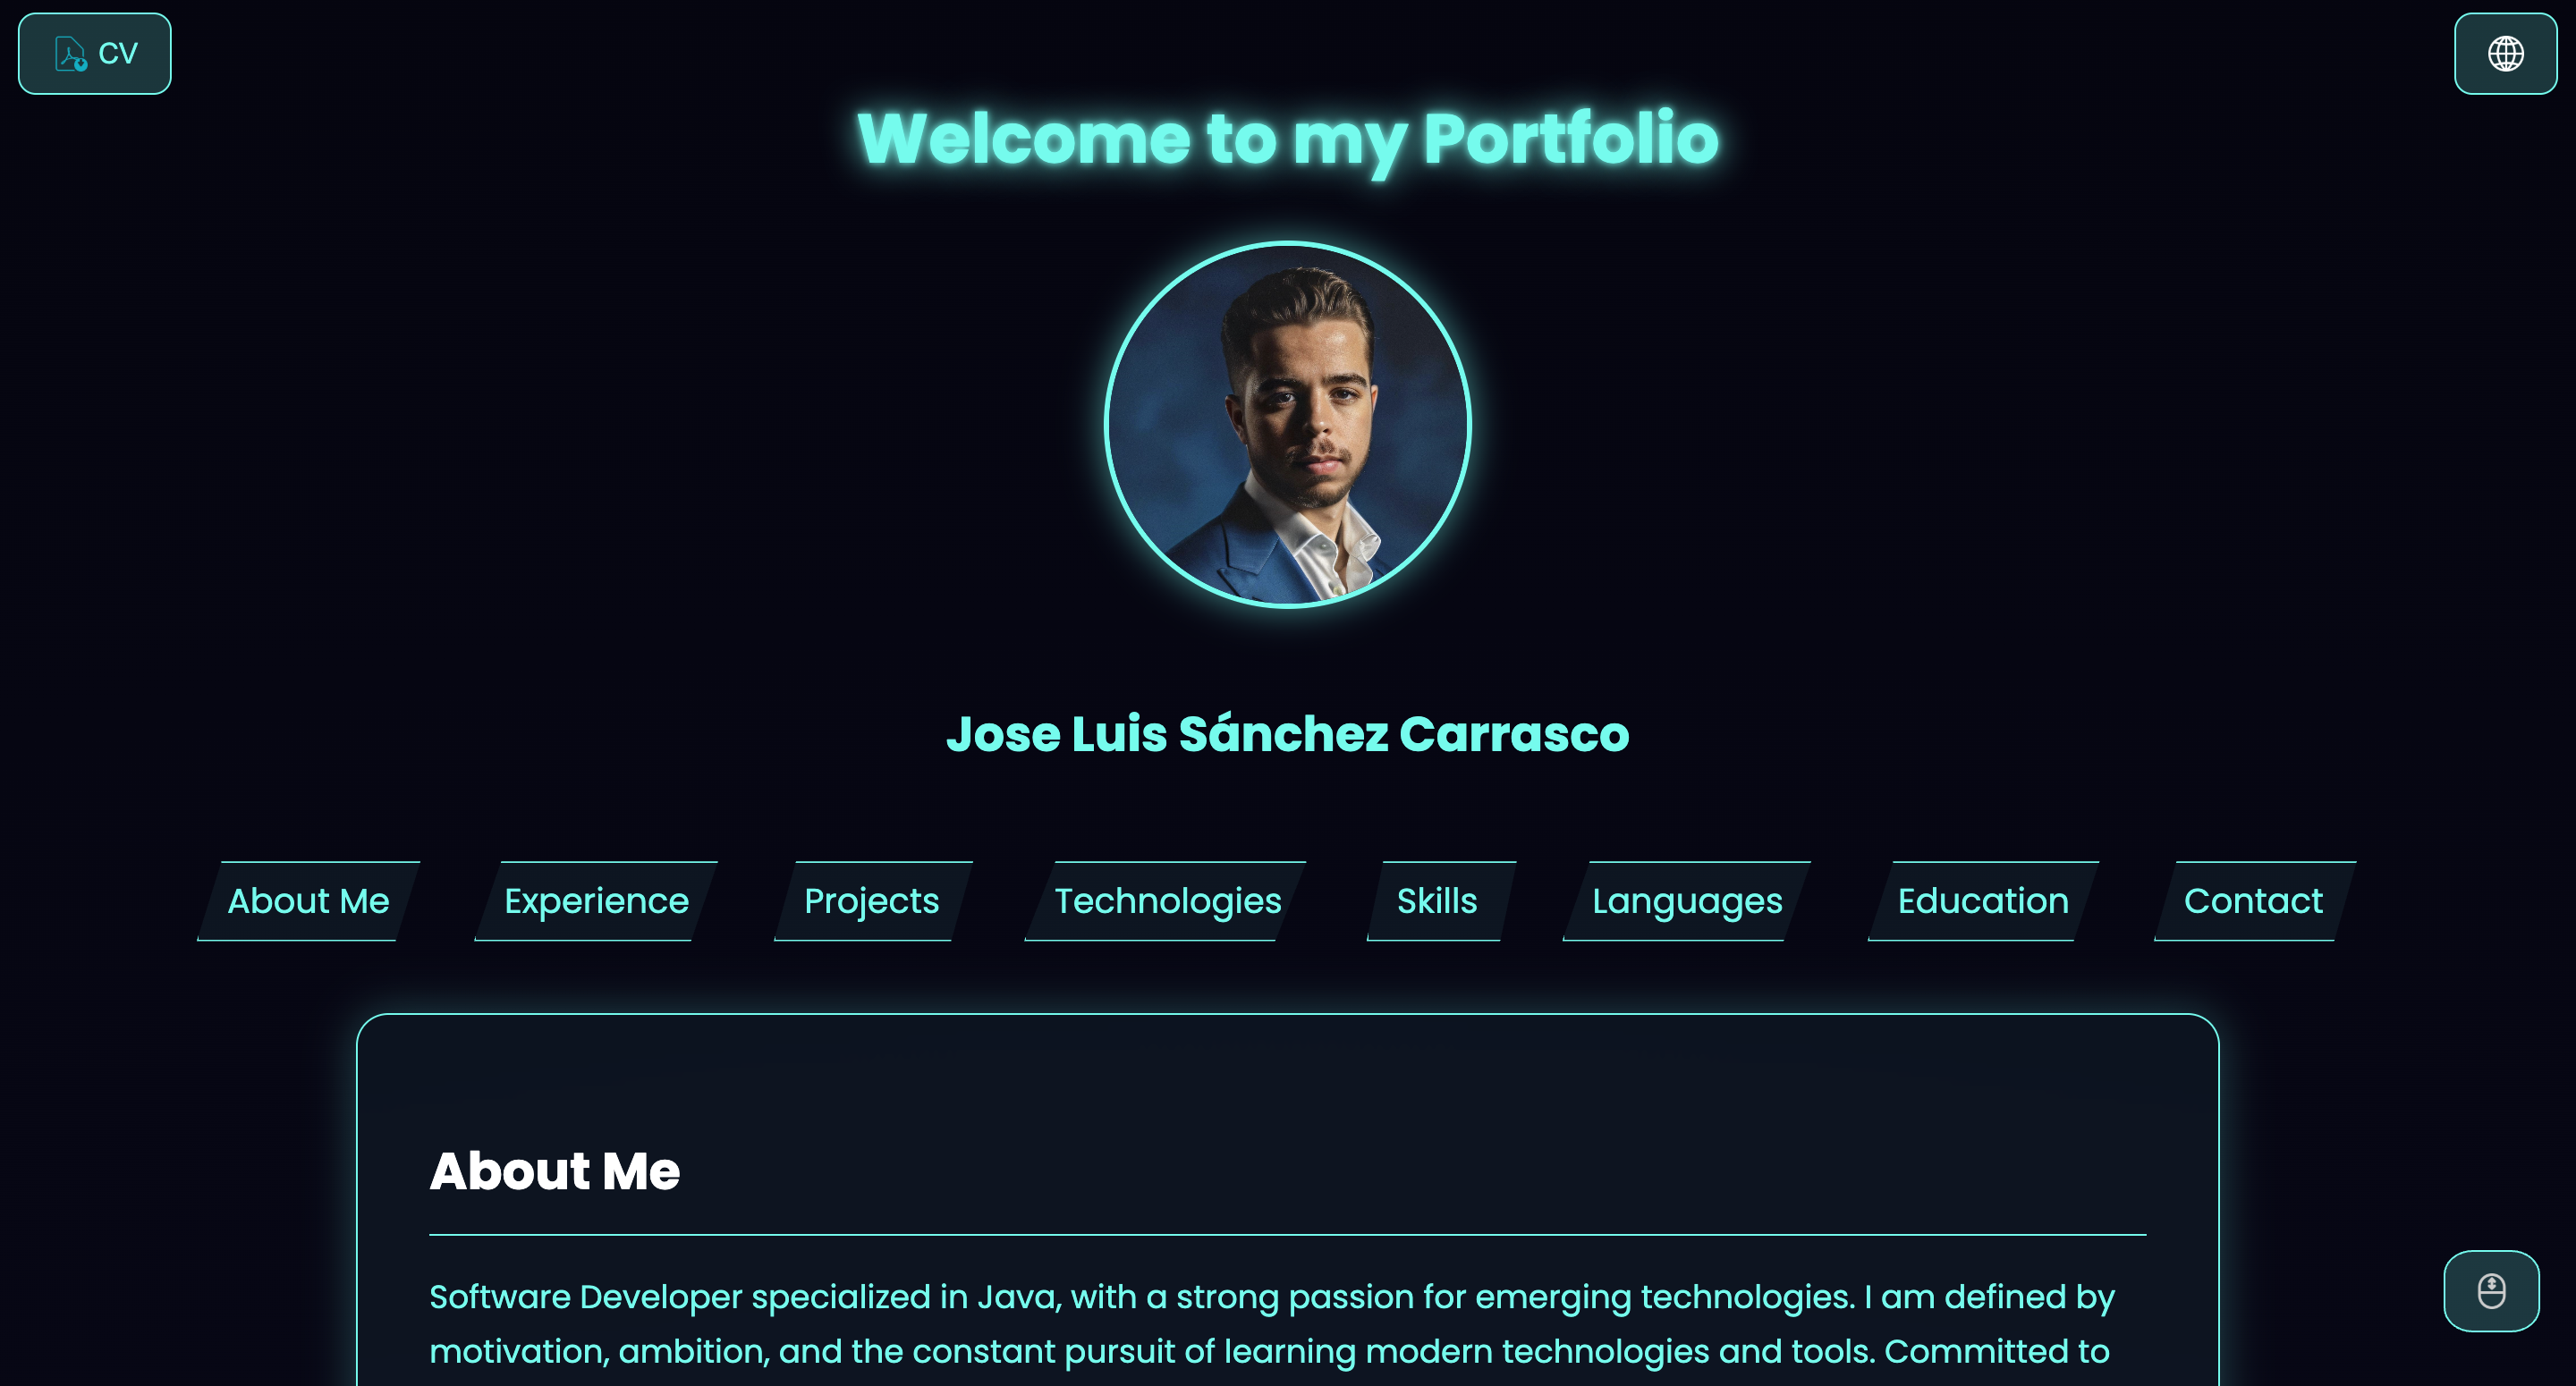 CV
Welcome to my Portfolio
Jose Luis Sánchez Carrasco
About Me
Experience
Projects
Technologies
Skills
Languages
Education
Contact
About Me
Software Developer specialized in Java, with a strong passion for emerging technologies. I am defined by
motivation, ambition, and the constant pursuit of learning modern technologies and tools. Committed to